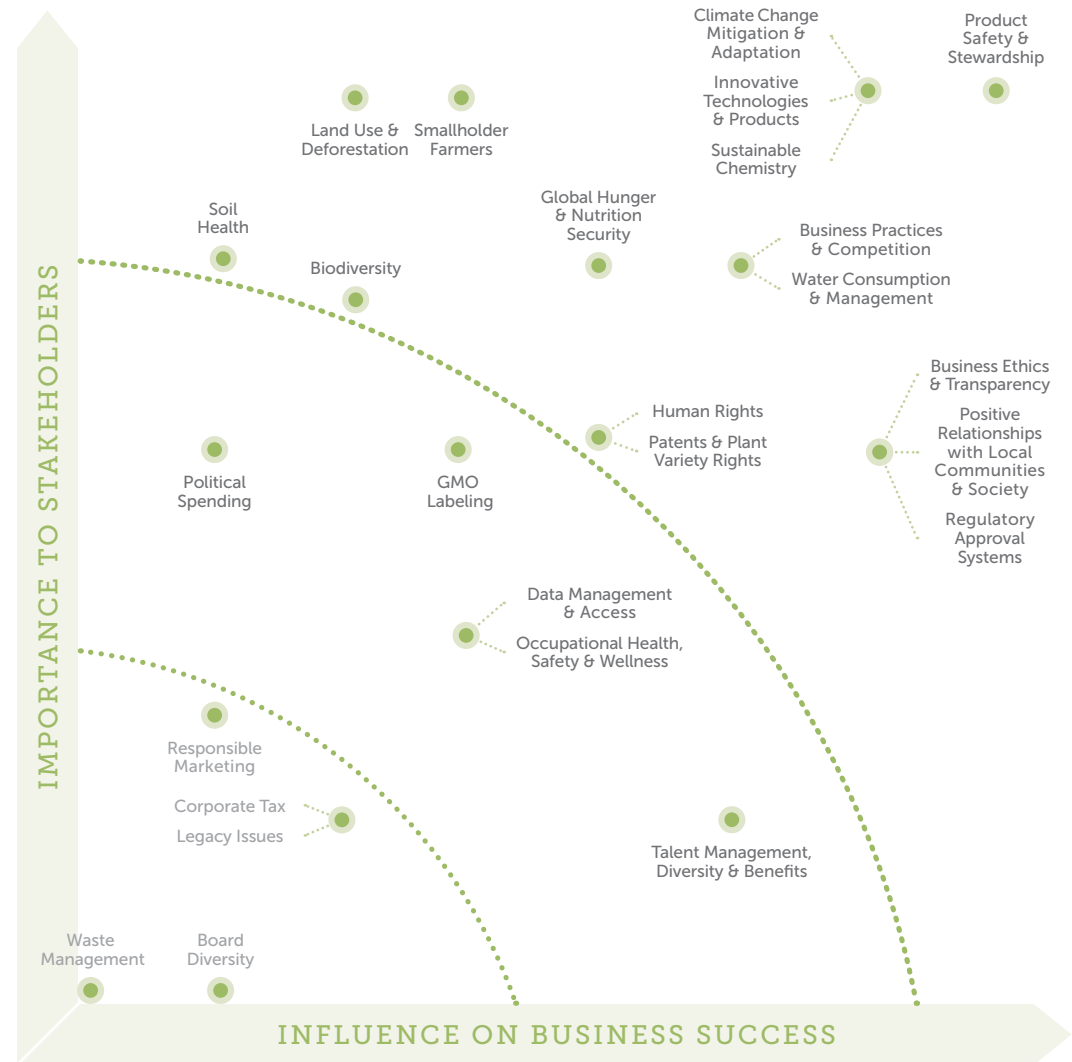 Climate Change
Mitigation &
Adaptation
Innovative
Technologies
& Products
Sustainable
Chemistry
Product
Safety &
Stewardship
Land Use &
Deforestation
Smallholder
Farmers
Global Hunger
& Nutrition
Security
Soil
Health
Biodiversity
Business Practices
& Competition
Water Consumption
& Management
Business Ethics
& Transparency
Positive
Relationships
with Local
Communities
& Society
Regulatory
Approval
Systems
Human Rights
Patents & Plant
Variety Rights
Political
Spending
GMO
Labeling
Data Management
& Access
Occupational Health,
Safety & Wellness
Responsible
Marketing
Corporate Tax
Legacy Issues
Talent Management,
Diversity & Benefits
Waste
Management
Board
Diversity
IMPORTANCE TO STAKEHOLDERS
INFLUENCE ON BUSINESS SUCCESS